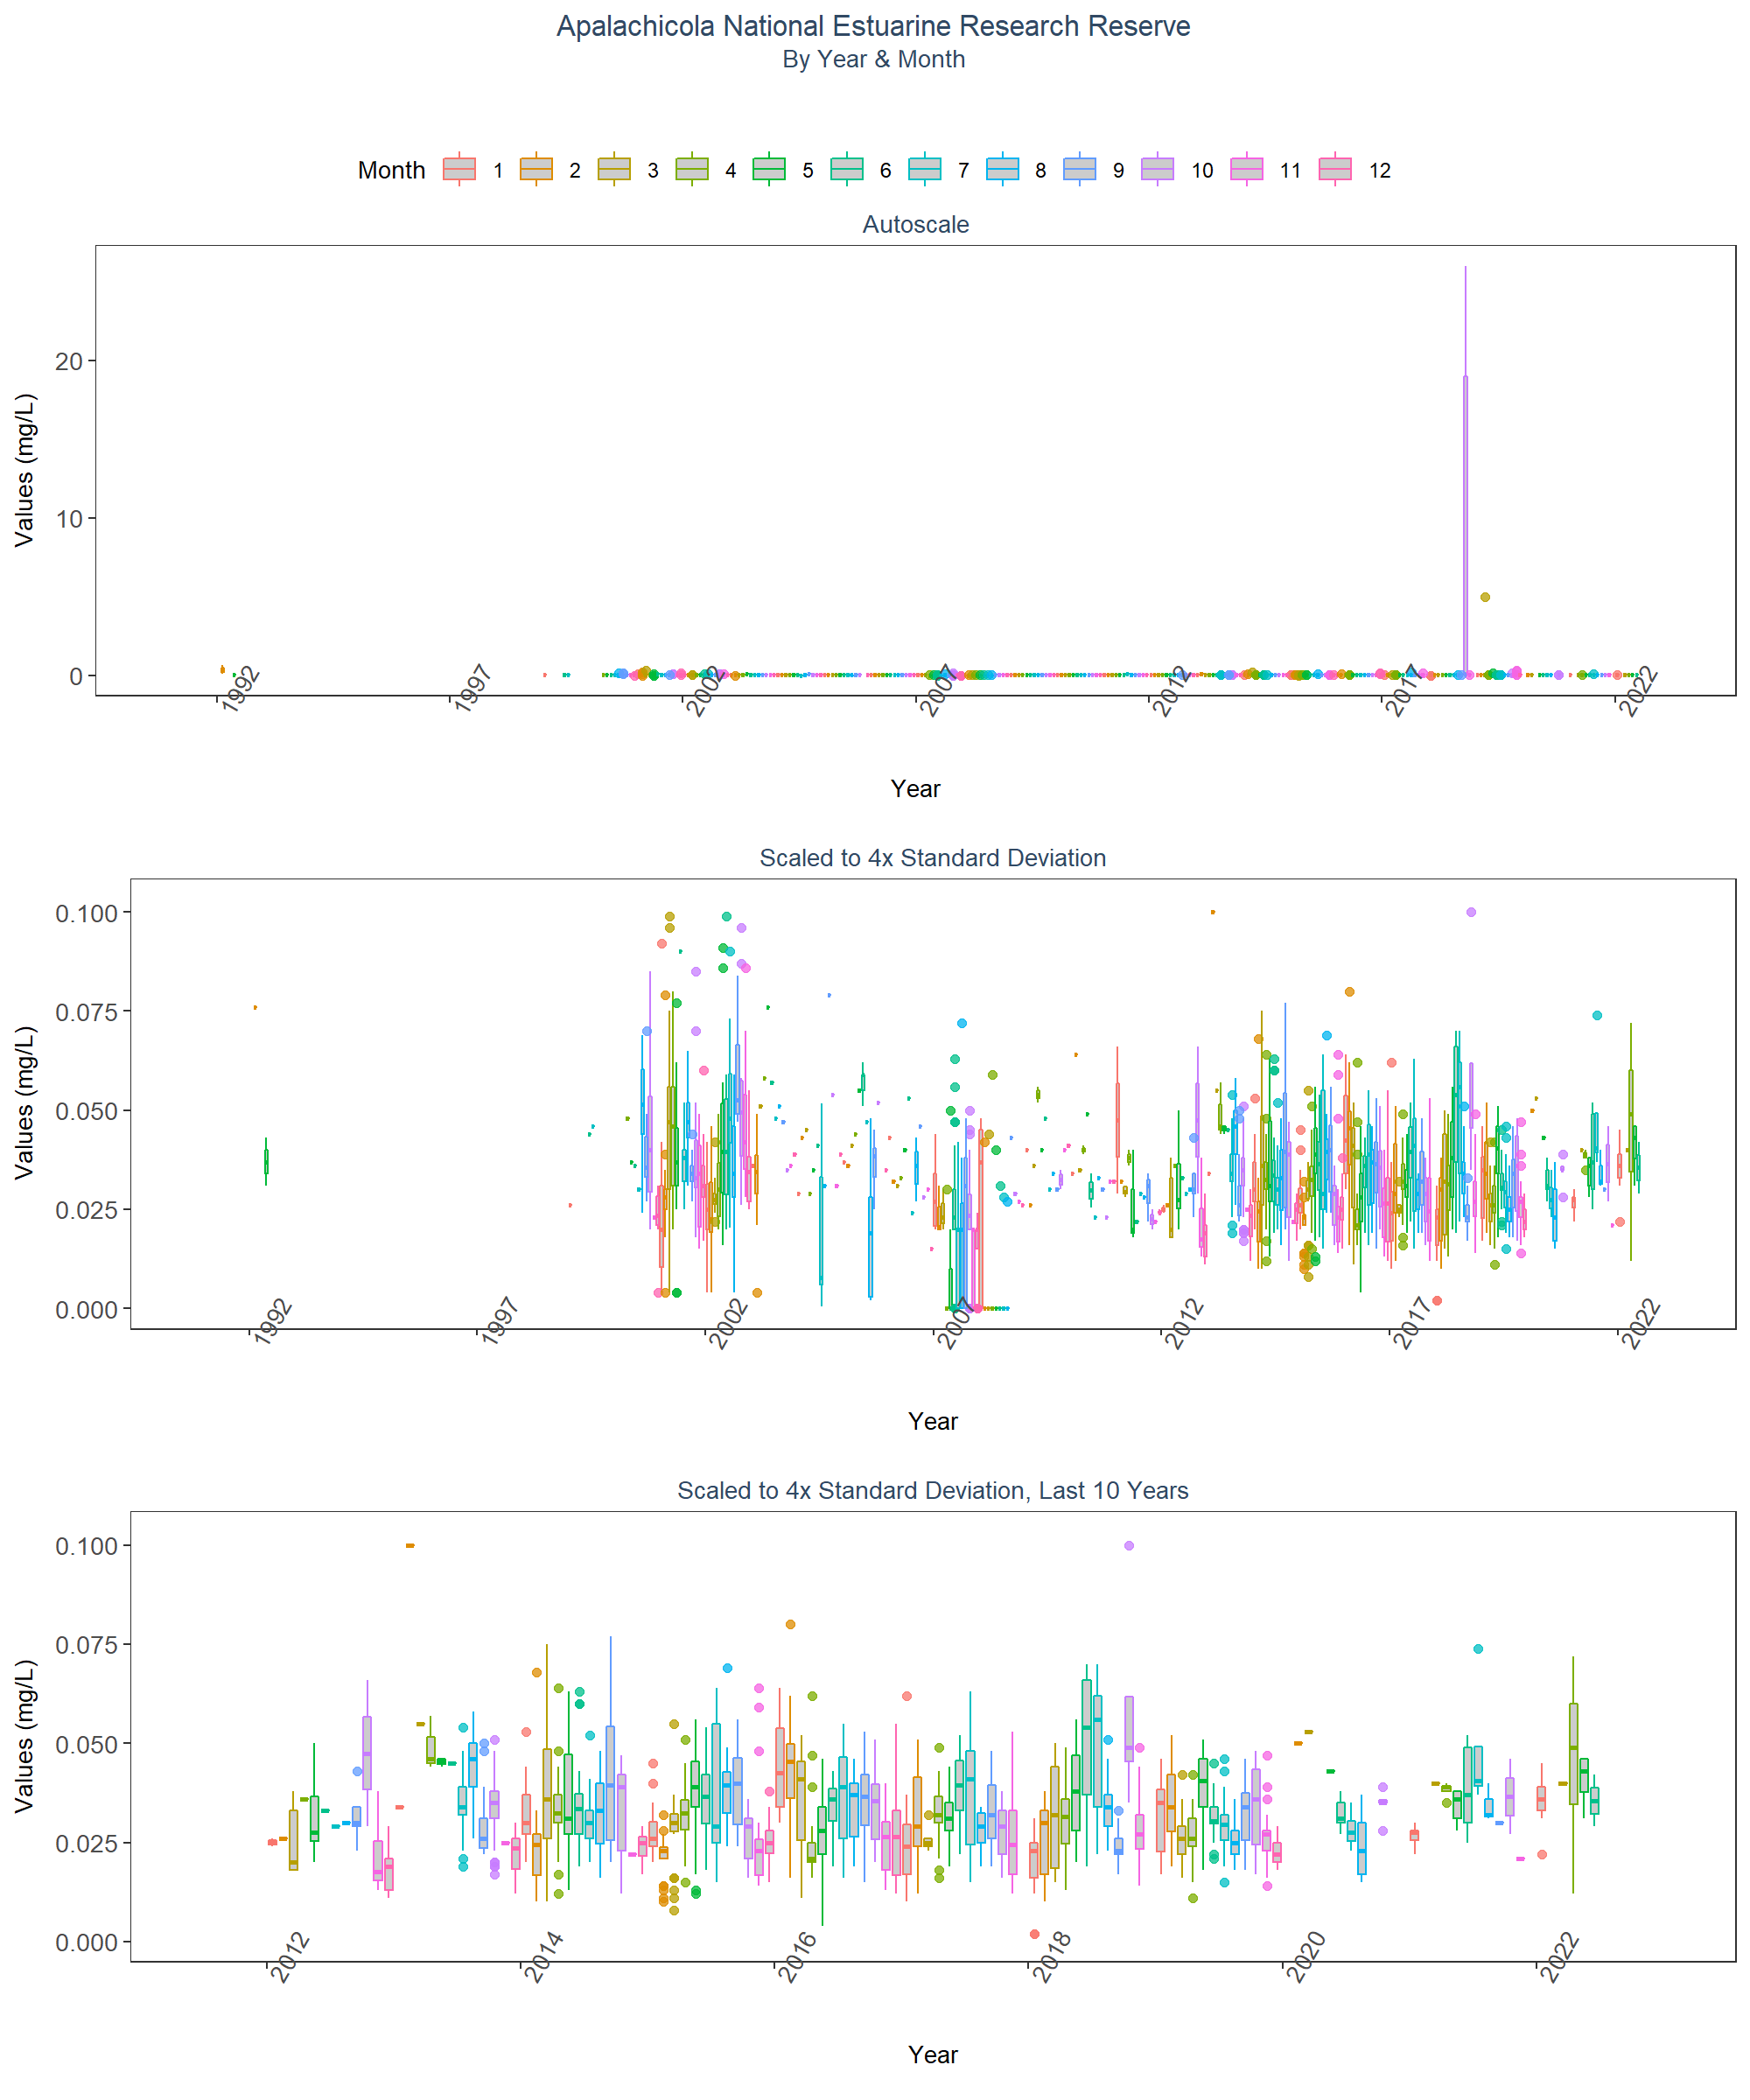 Apalachicola National Estuarine Research Reserve
By Year & Month
Month 1 2 3 4 5 6 7 8 9 10 11 12
Autoscale
Values (mg/L)
20
10
0
1992 1997 2002 2007 2012 2017 2022
Year
Scaled to 4x Standard Deviation
Values (mg/L)
0.100
0.075
0.050
0.025
0.000
1992 1997 2002 2007 2012 2017 2022
Year
Scaled to 4x Standard Deviation, Last 10 Years
Values (mg/L)
0.100
0.075
0.050
0.025
0.000
2012 2014 2016 2018 2020 2022
Year